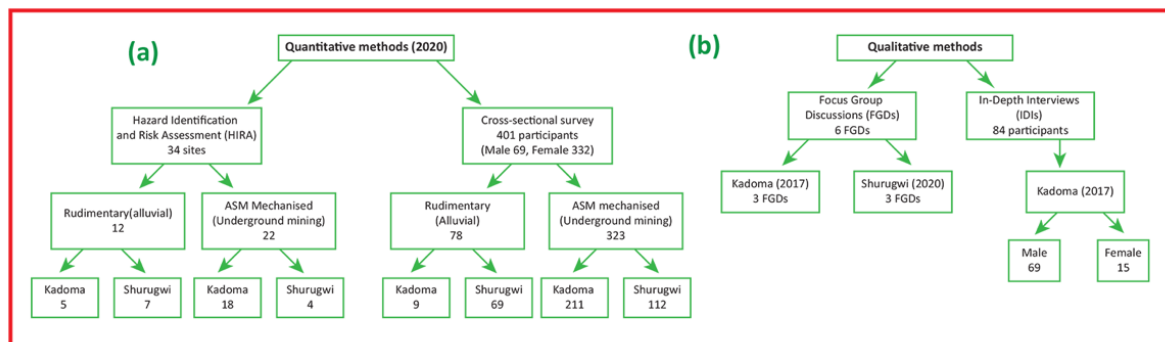 (a)
Quantitative methods (2020)
Hazard Identification
and Risk Assessment (HIRA)
34 sites
Cross-sectional survey
401 participants
(Male 69, Female 332)
Rudimentary(alluvial)
12
ASM Mechanised
(Underground mining)
22
Rudimentary
(Alluvial)
78
ASM mechanised
(Underground mining)
323
Kadoma
5
Shurugwi
7
Kadoma
18
Shurugwi
4
Kadoma
9
Shurugwi
69
Kadoma
211
Shurugwi
112
(b)
Qualitative methods
Focus Group
Discussions (FGDs)
6 FGDs
In-Depth Interviews
(IDIs)
84 participants
Kadoma (2017)
3 FGDs
Shurugwi (2020)
3 FGDs
Kadoma (2017)
Male
69
Female
15